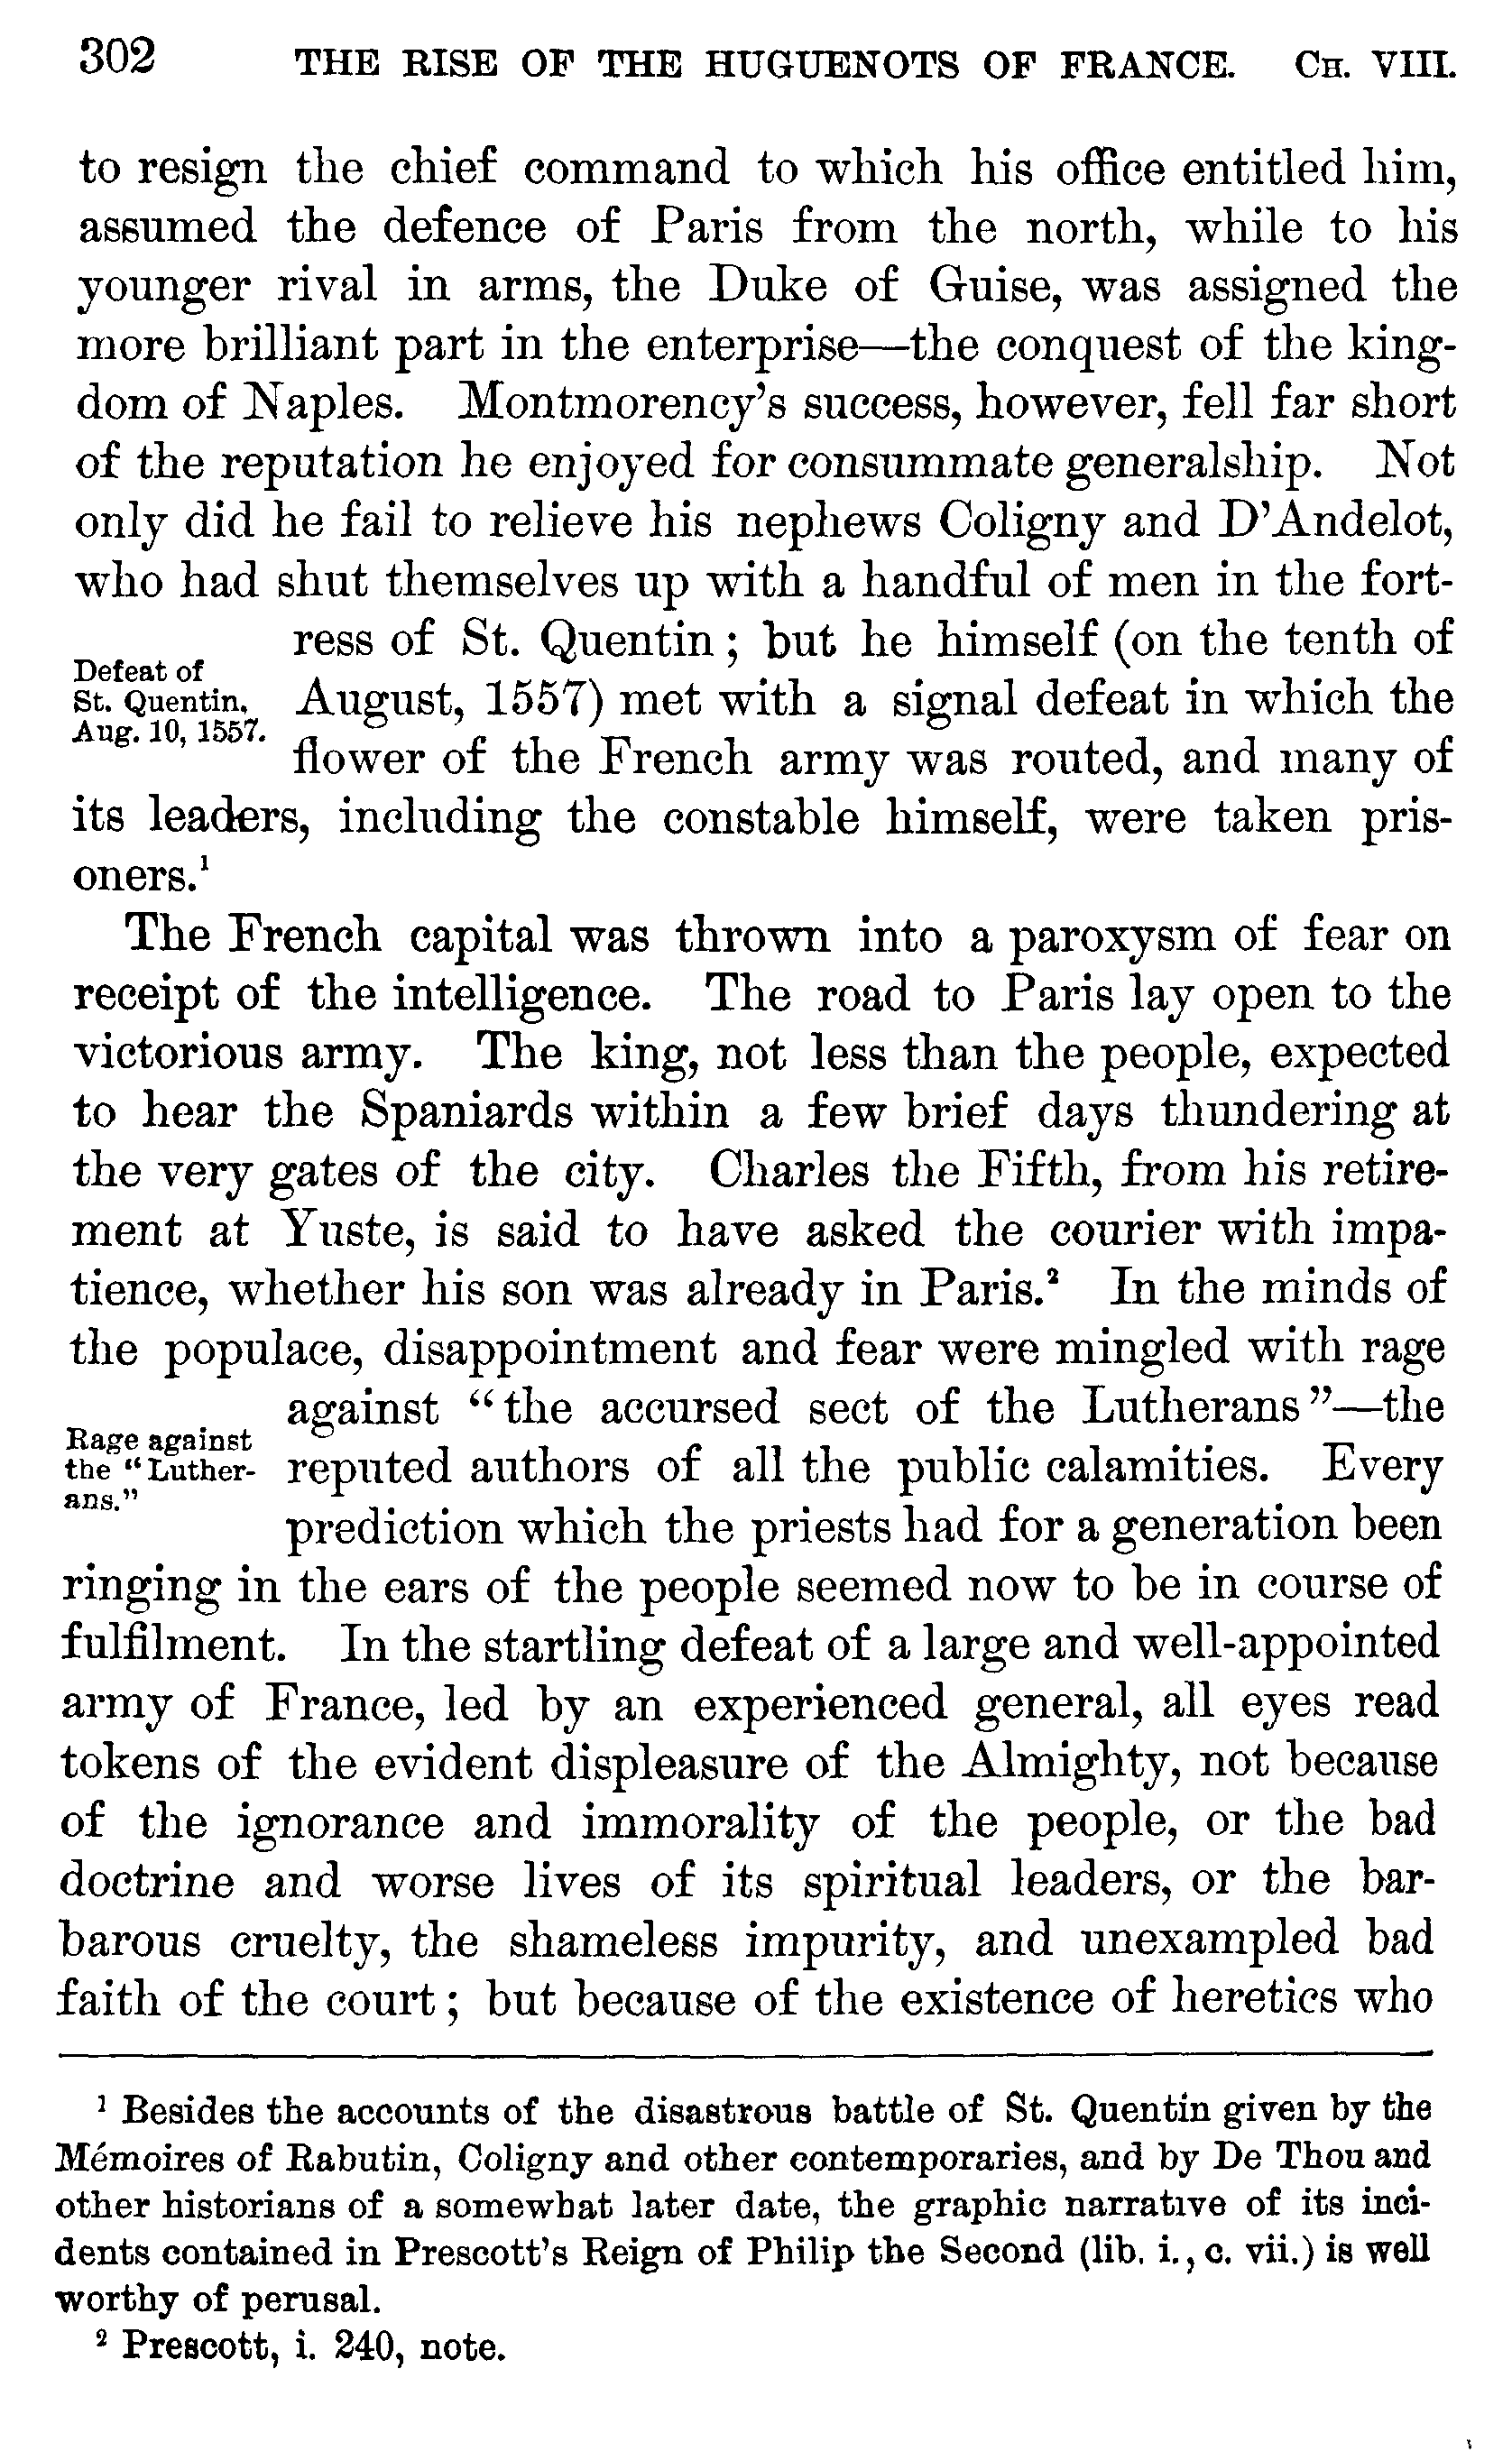 302 THE RISE OF THE HUGUENOTS OF FRANCE. CH. VIII.
to resign the chief command to which his office entitled him,
assumed the defence of Paris from the north, while to his
younger rival in arms, the Duke of Guise, was assigned the
more brilliant part in the enterprise—the conquest of the king-
dom of Naples. Montmorency's success, however, fell far short
of the reputation he enjoyed for consummate generalship. Not
only did he fail to relieve his nephews Coligny and D'Andelot,
who had shut themselves up with a handful of men in the fort-
ress of St. Quentin; but he himself (on the tenth of
Defeat of
St. Quentin,
Aug. 10, 1557.
August, 1557) met with a signal defeat in which the
flower of the French army was routed, and many of
its leaders, including the constable himself, were taken pris-
oners.¹
The French capital was thrown into a paroxysm of fear on
receipt of the intelligence. The road to Paris lay open to the
victorious army. The king, not less than the people, expected
to hear the Spaniards within a few brief days thundering at
the very gates of the city. Charles the Fifth, from his retire-
ment at Yuste, is said to have asked the courier with impa-
tience, whether his son was already in Paris.² In the minds of
the populace, disappointment and fear were mingled with rage
against "the accursed sect of the Lutherans"—the
Rage against
the "Luther-
ans."
reputed authors of all the public calamities. Every
prediction which the priests had for a generation been
ringing in the ears of the people seemed now to be in course of
fulfilment. In the startling defeat of a large and well-appointed
army of France, led by an experienced general, all eyes read
tokens of the evident displeasure of the Almighty, not because
of the ignorance and immorality of the people, or the bad
doctrine and worse lives of its spiritual leaders, or the bar-
barous cruelty, the shameless impurity, and unexampled bad
faith of the court; but because of the existence of heretics who
¹ Besides the accounts of the disastrous battle of St. Quentin given by the
Mémoires of Rabutin, Coligny and other contemporaries, and by De Thou and
other historians of a somewhat later date, the graphic narrative of its inci-
dents contained in Prescott's Reign of Philip the Second (lib. i., c. vii.) is well
worthy of perusal.
² Prescott, i. 240, note.